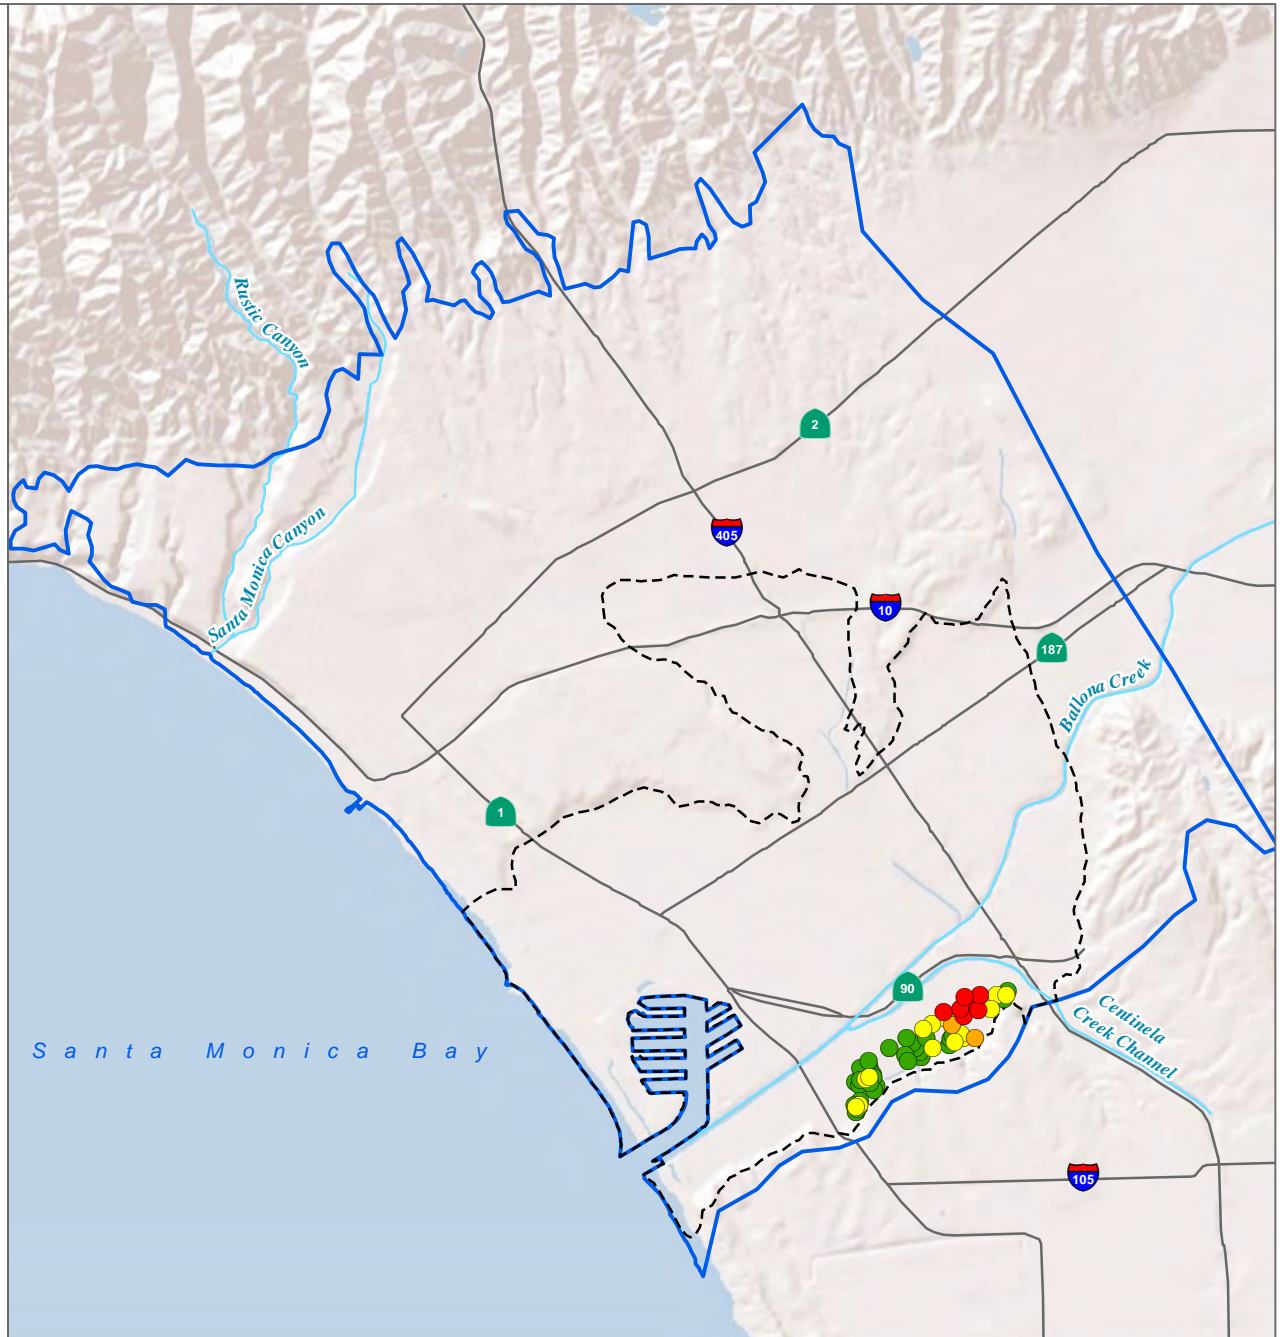 Rustic Canyon
2
405
Santa Monica Canyon
10
187
Ballona Creek
1
90
Centinela
Creek Channel
Santa Monica Bay
105